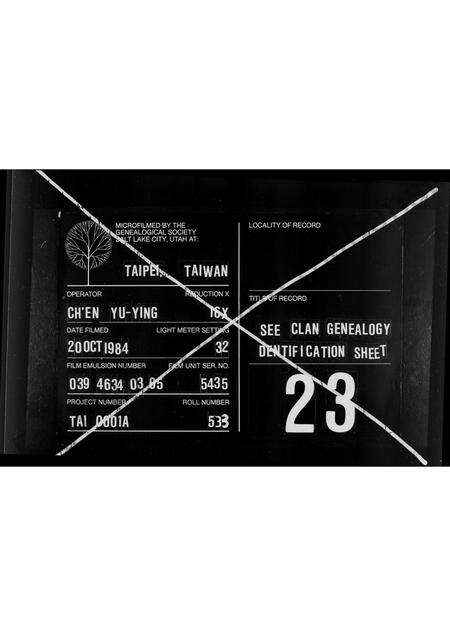 MICROFILMED BY THE
GENEALOGICAL SOCIETY
SALT LAKE CITY, UTAH AT:
TAIPEI, TAIWAN
OPERATOR REDUCTION X
CH'EN YU-YING 16X
DATE FILMED LIGHT METER SETTING
20 OCT 1984 32
FILM EMULSION NUMBER FILM UNIT SER. NO.
039 4634 03 05 5435
PROJECT NUMBER ROLL NUMBER
TAI 0001A 533
LOCALITY OF RECORD
TITLE OF RECORD
SEE CLAN GENEALOGY
DENTIFICATION SHEET
23